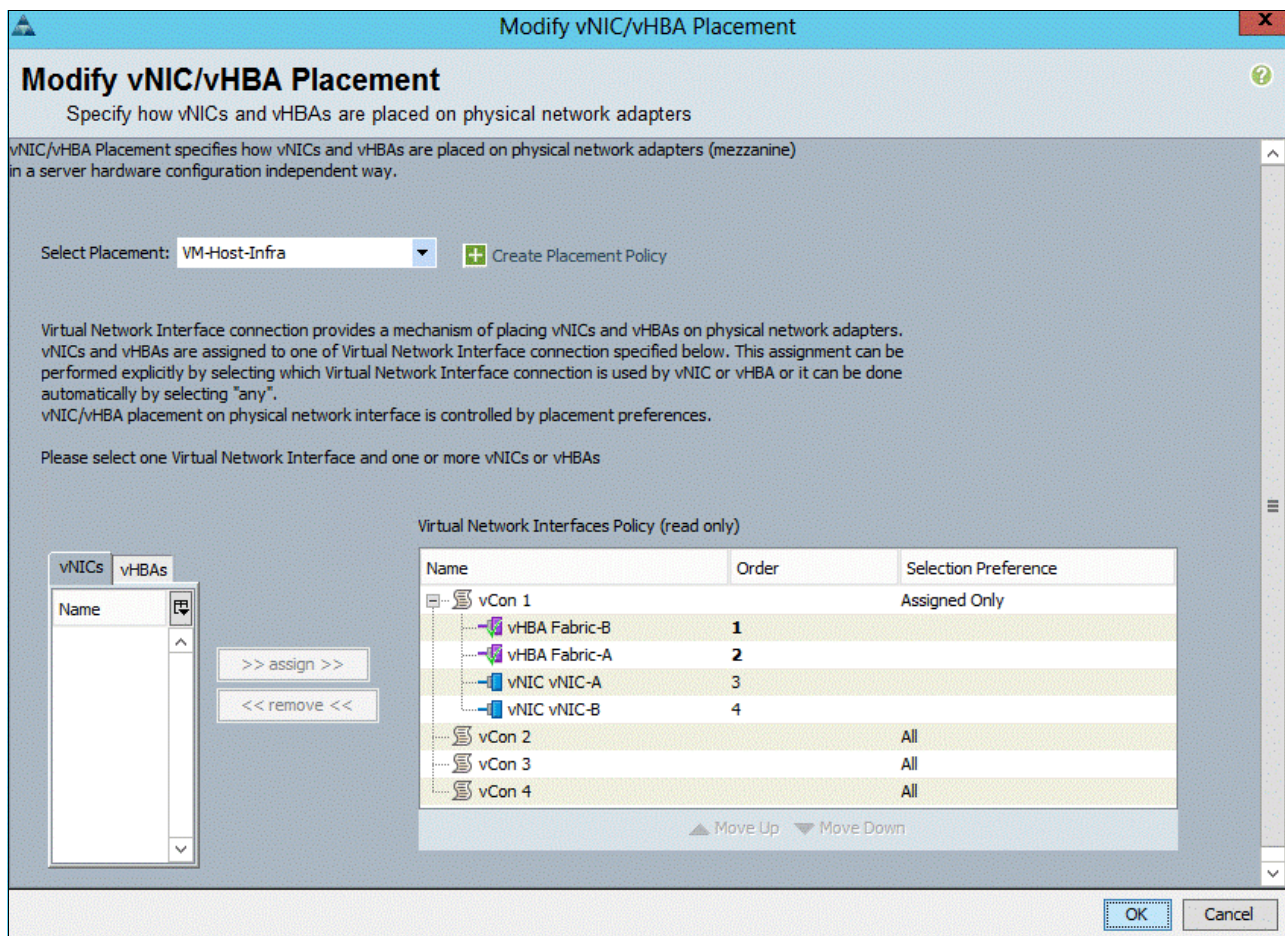 Modify vNIC/vHBA Placement
X
Modify vNIC/vHBA Placement
?
Specify how vNICs and vHBAs are placed on physical network adapters
vNIC/vHBA Placement specifies how vNICs and vHBAs are placed on physical network adapters (mezzanine)
in a server hardware configuration independent way.
Select Placement: VM-Host-Infra
Create Placement Policy
Virtual Network Interface connection provides a mechanism of placing vNICs and vHBAs on physical network adapters.
vNICs and vHBAs are assigned to one of Virtual Network Interface connection specified below. This assignment can be
performed explicitly by selecting which Virtual Network Interface connection is used by vNIC or vHBA or it can be done
automatically by selecting "any".
vNIC/vHBA placement on physical network interface is controlled by placement preferences.
Please select one Virtual Network Interface and one or more vNICs or vHBAs
vNICs vHBAs
Name
>> assign >>
<< remove <<
Virtual Network Interfaces Policy (read only)
Name Order Selection Preference
vCon 1 Assigned Only
vHBA Fabric-B 1
vHBA Fabric-A 2
vNIC vNIC-A 3
vNIC vNIC-B 4
vCon 2 All
vCon 3 All
vCon 4 All
Move Up Move Down
OK Cancel